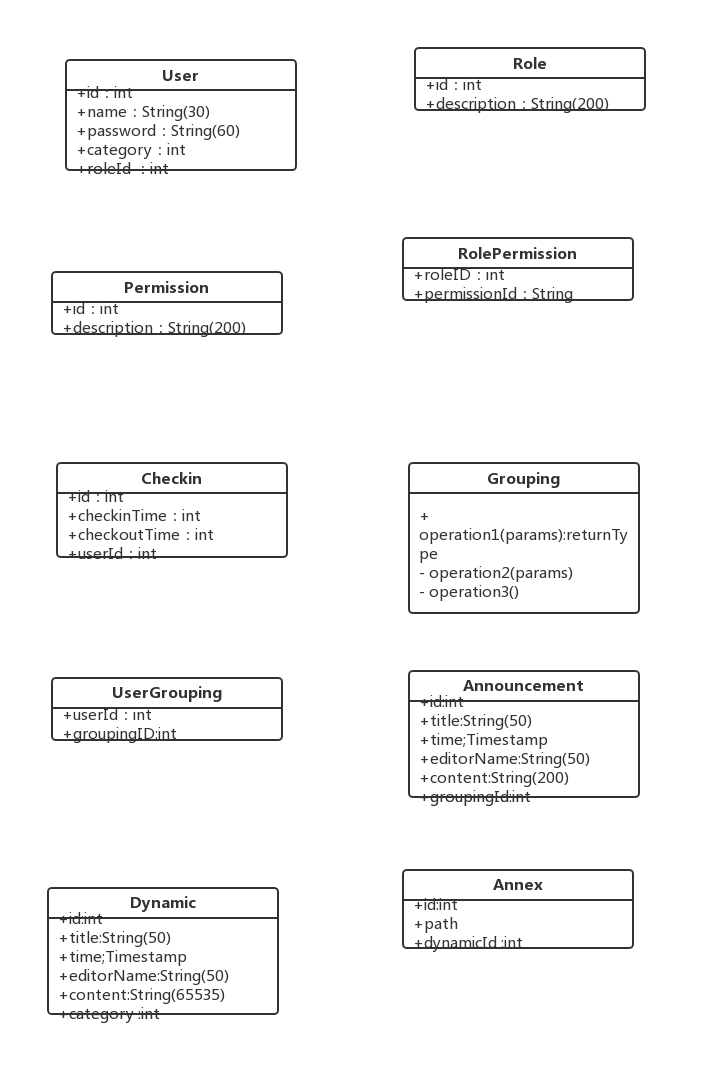 User
+id : int
+name : String(30)
+password : String(60)
+category : int
+roleId : int
Role
+id : int
+description : String(200)
Permission
+id : int
+description : String(200)
RolePermission
+roleID : int
+permissionId : String
Checkin
+id : int
+checkinTime : int
+checkoutTime : int
+userId : int
Grouping
+
operation1(params):returnTy
pe
- operation2(params)
- operation3()
UserGrouping
+userId : int
+groupingID:int
Announcement
+id:int
+title:String(50)
+time;Timestamp
+editorName:String(50)
+content:String(200)
+groupingId:int
Dynamic
+id:int
+title:String(50)
+time;Timestamp
+editorName:String(50)
+content:String(65535)
+category :int
Annex
+id:int
+path
+dynamicId :int